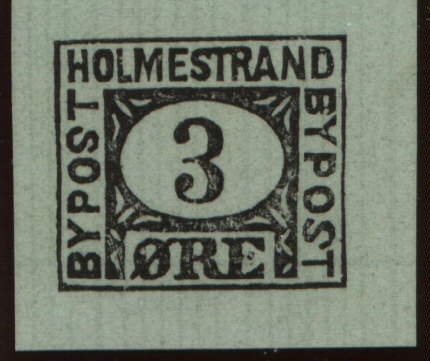 HOLMESTRAND
BYPOST
3
ØRE
BYPOST